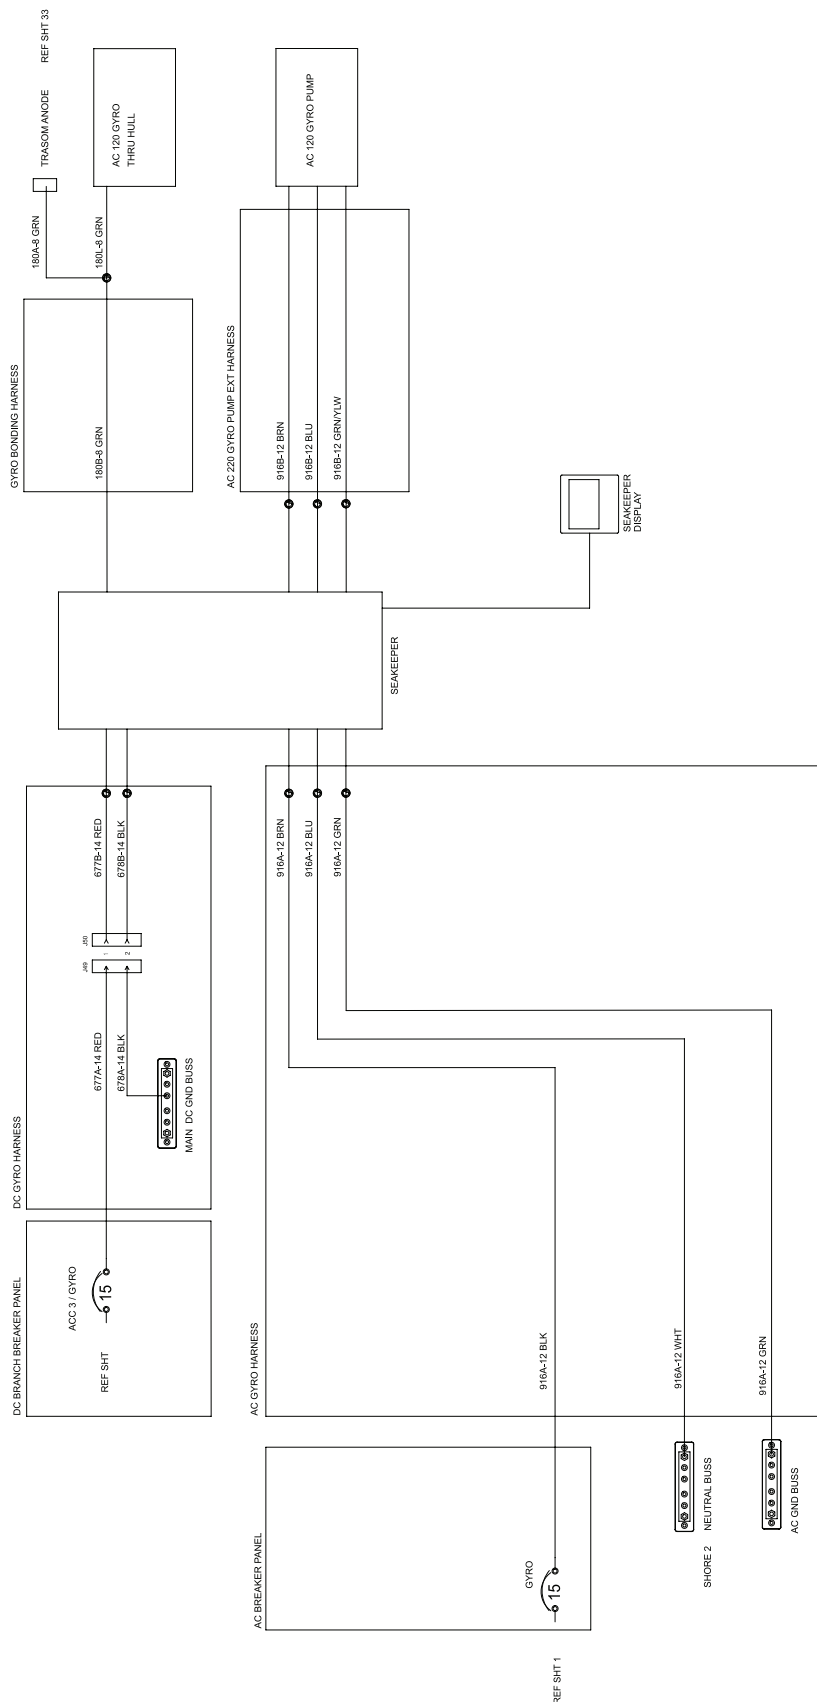 REF SHT 33
TRASOM ANODE
AC 120 GYRO
THRU HULL
AC 120 GYRO PUMP
180A-8 GRN
180L-8 GRN
GYRO BONDING HARNESS
180B-8 GRN
AC 220 GYRO PUMP EXT HARNESS
916B-12 BRN
916B-12 BLU
916B-12 GRN/YLW
SEAKEEPER
DISPLAY
SEAKEEPER
DC GYRO HARNESS
677B-14 RED
678B-14 BLK
J50
1
2
J49
677A-14 RED
678A-14 BLK
MAIN DC GND BUSS
916A-12 BRN
916A-12 BLU
916A-12 GRN
AC GYRO HARNESS
916A-12 BLK
916A-12 WHT
916A-12 GRN
DC BRANCH BREAKER PANEL
ACC 3 / GYRO
15
REF SHT
AC BREAKER PANEL
GYRO
15
REF SHT 1
SHORE 2 NEUTRAL BUSS
AC GND BUSS